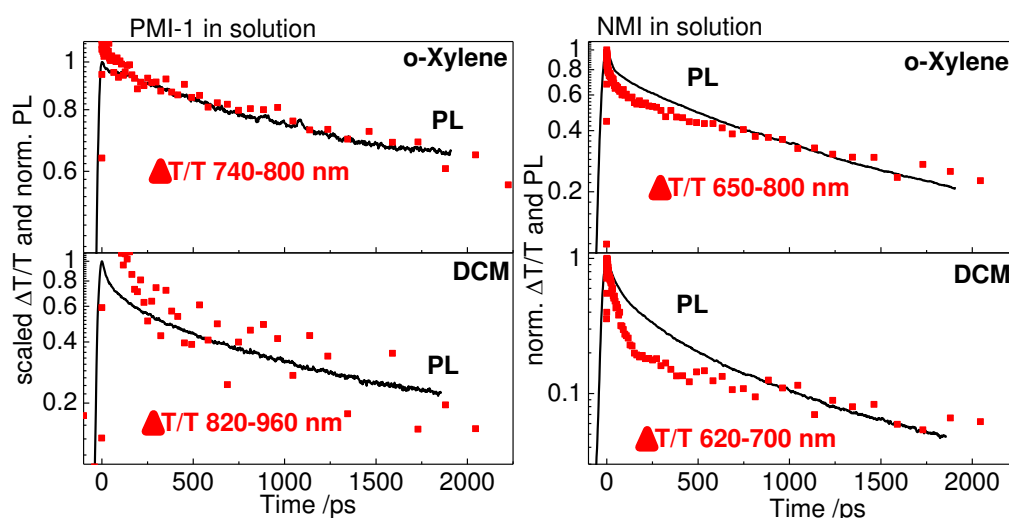 PMI-1 in solution
scaled ΔT/T and norm. PL
1
0.8
0.6
o-Xylene
PL
ΔT/T 740-800 nm
1
0.8
0.6
0.4
0.2
DCM
PL
ΔT/T 820-960 nm
0 500 1000 1500 2000
Time /ps
NMI in solution
norm. ΔT/T and PL
1
0.8
0.6
0.4
0.2
o-Xylene
PL
ΔT/T 650-800 nm
1
0.1
DCM
PL
ΔT/T 620-700 nm
0 500 1000 1500 2000
Time /ps